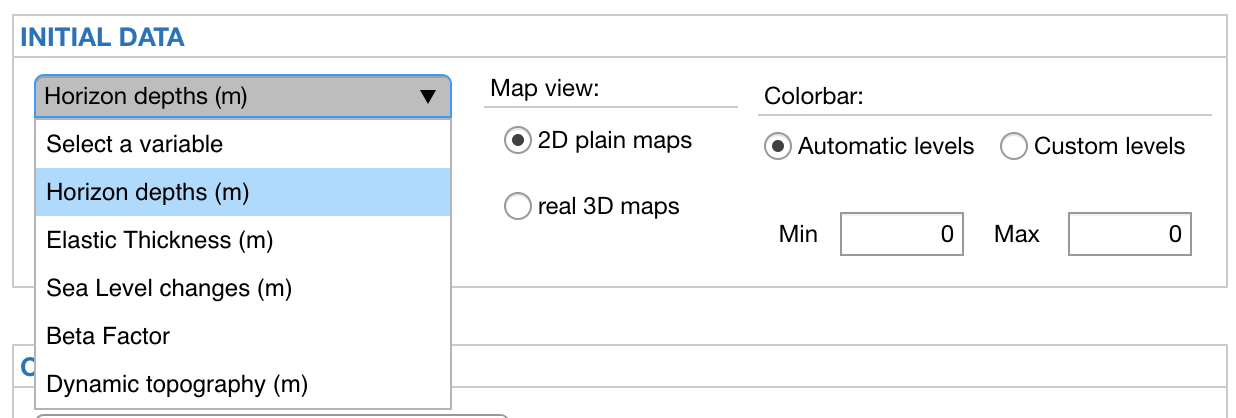 INITIAL DATA
Horizon depths (m)
Select a variable
Horizon depths (m)
Elastic Thickness (m)
Sea Level changes (m)
Beta Factor
Dynamic topography (m)
Map view:
2D plain maps
real 3D maps
Colorbar:
Automatic levels Custom levels
Min 0 Max 0